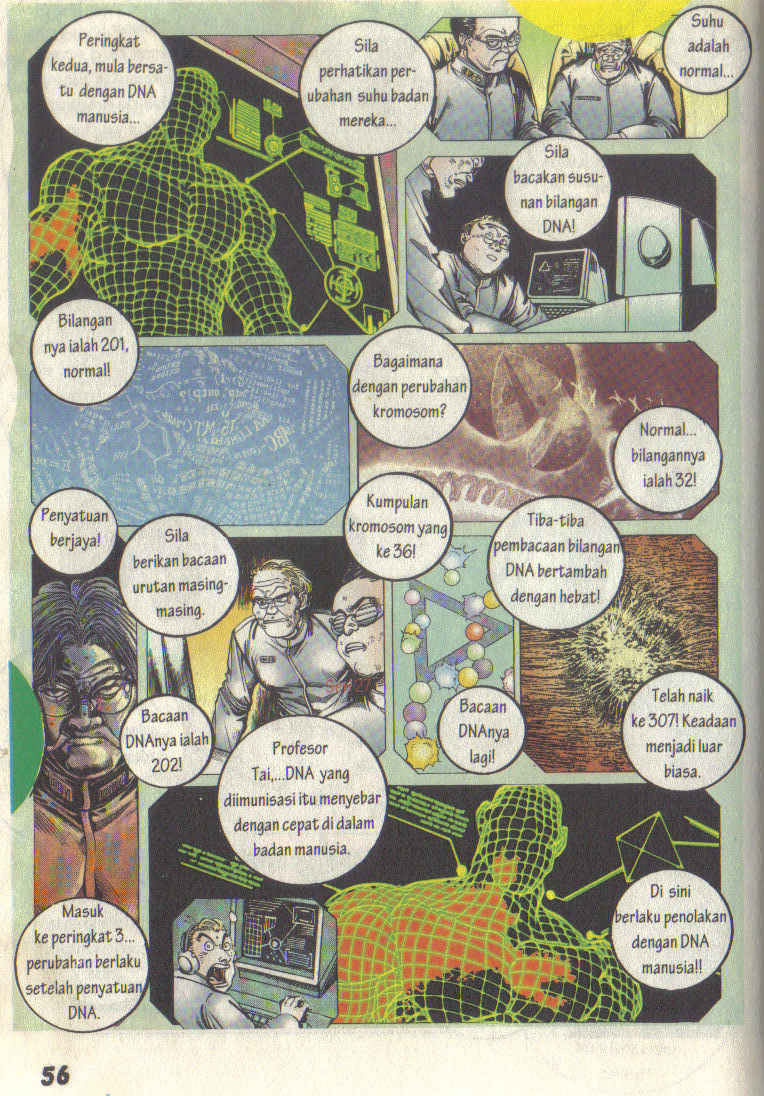 Peringkat
kedua, mula bersa-
tu dengan DNA
manusia...
Sila
perhatikan per-
ubahan suhu badan
mereka...
Suhu
adalah
normal...
Sila
bacakan susu-
nan bilangan
DNA!
Bilangan
nya ialah 201,
normal!
Bagaimana
dengan perubahan
kromosom?
Normal...
bilangannya
ialah 32!
Penyatuan
berjaya!
Sila
berikan bacaan
urutan masing-
masing.
Kumpulan
kromosom yang
ke 36!
Tiba-tiba
pembacaan bilangan
DNA bertambah
dengan hebat!
Bacaan
DNAnya ialah
202!
Bacaan
DNAnya
lagi!
Telah naik
ke 307! Keadaan
menjadi luar
biasa.
Profesor
Tai,...DNA yang
diimunisasi itu menyebar
dengan cepat di dalam
badan manusia.
Masuk
ke peringkat 3...
perubahan berlaku
setelah penyatuan
DNA.
Di sini
berlaku penolakan
dengan DNA
manusia!!
56